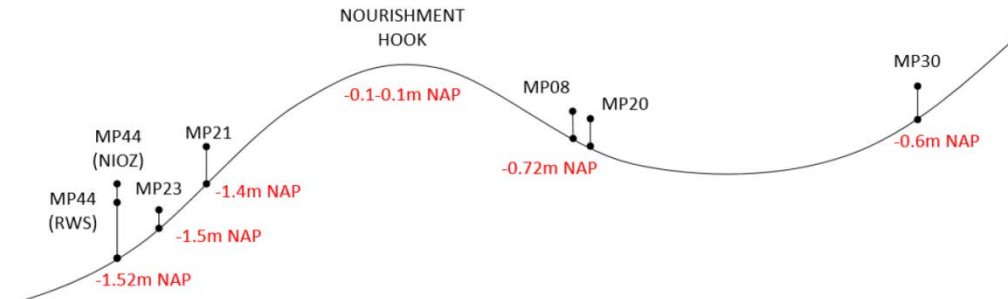 NOURISHMENT
HOOK
-0.1-0.1m NAP
MP08
MP20
-0.72m NAP
MP30
-0.6m NAP
MP44
(NIOZ)
MP21
-1.4m NAP
MP44
(RWS)
MP23
-1.5m NAP
-1.52m NAP